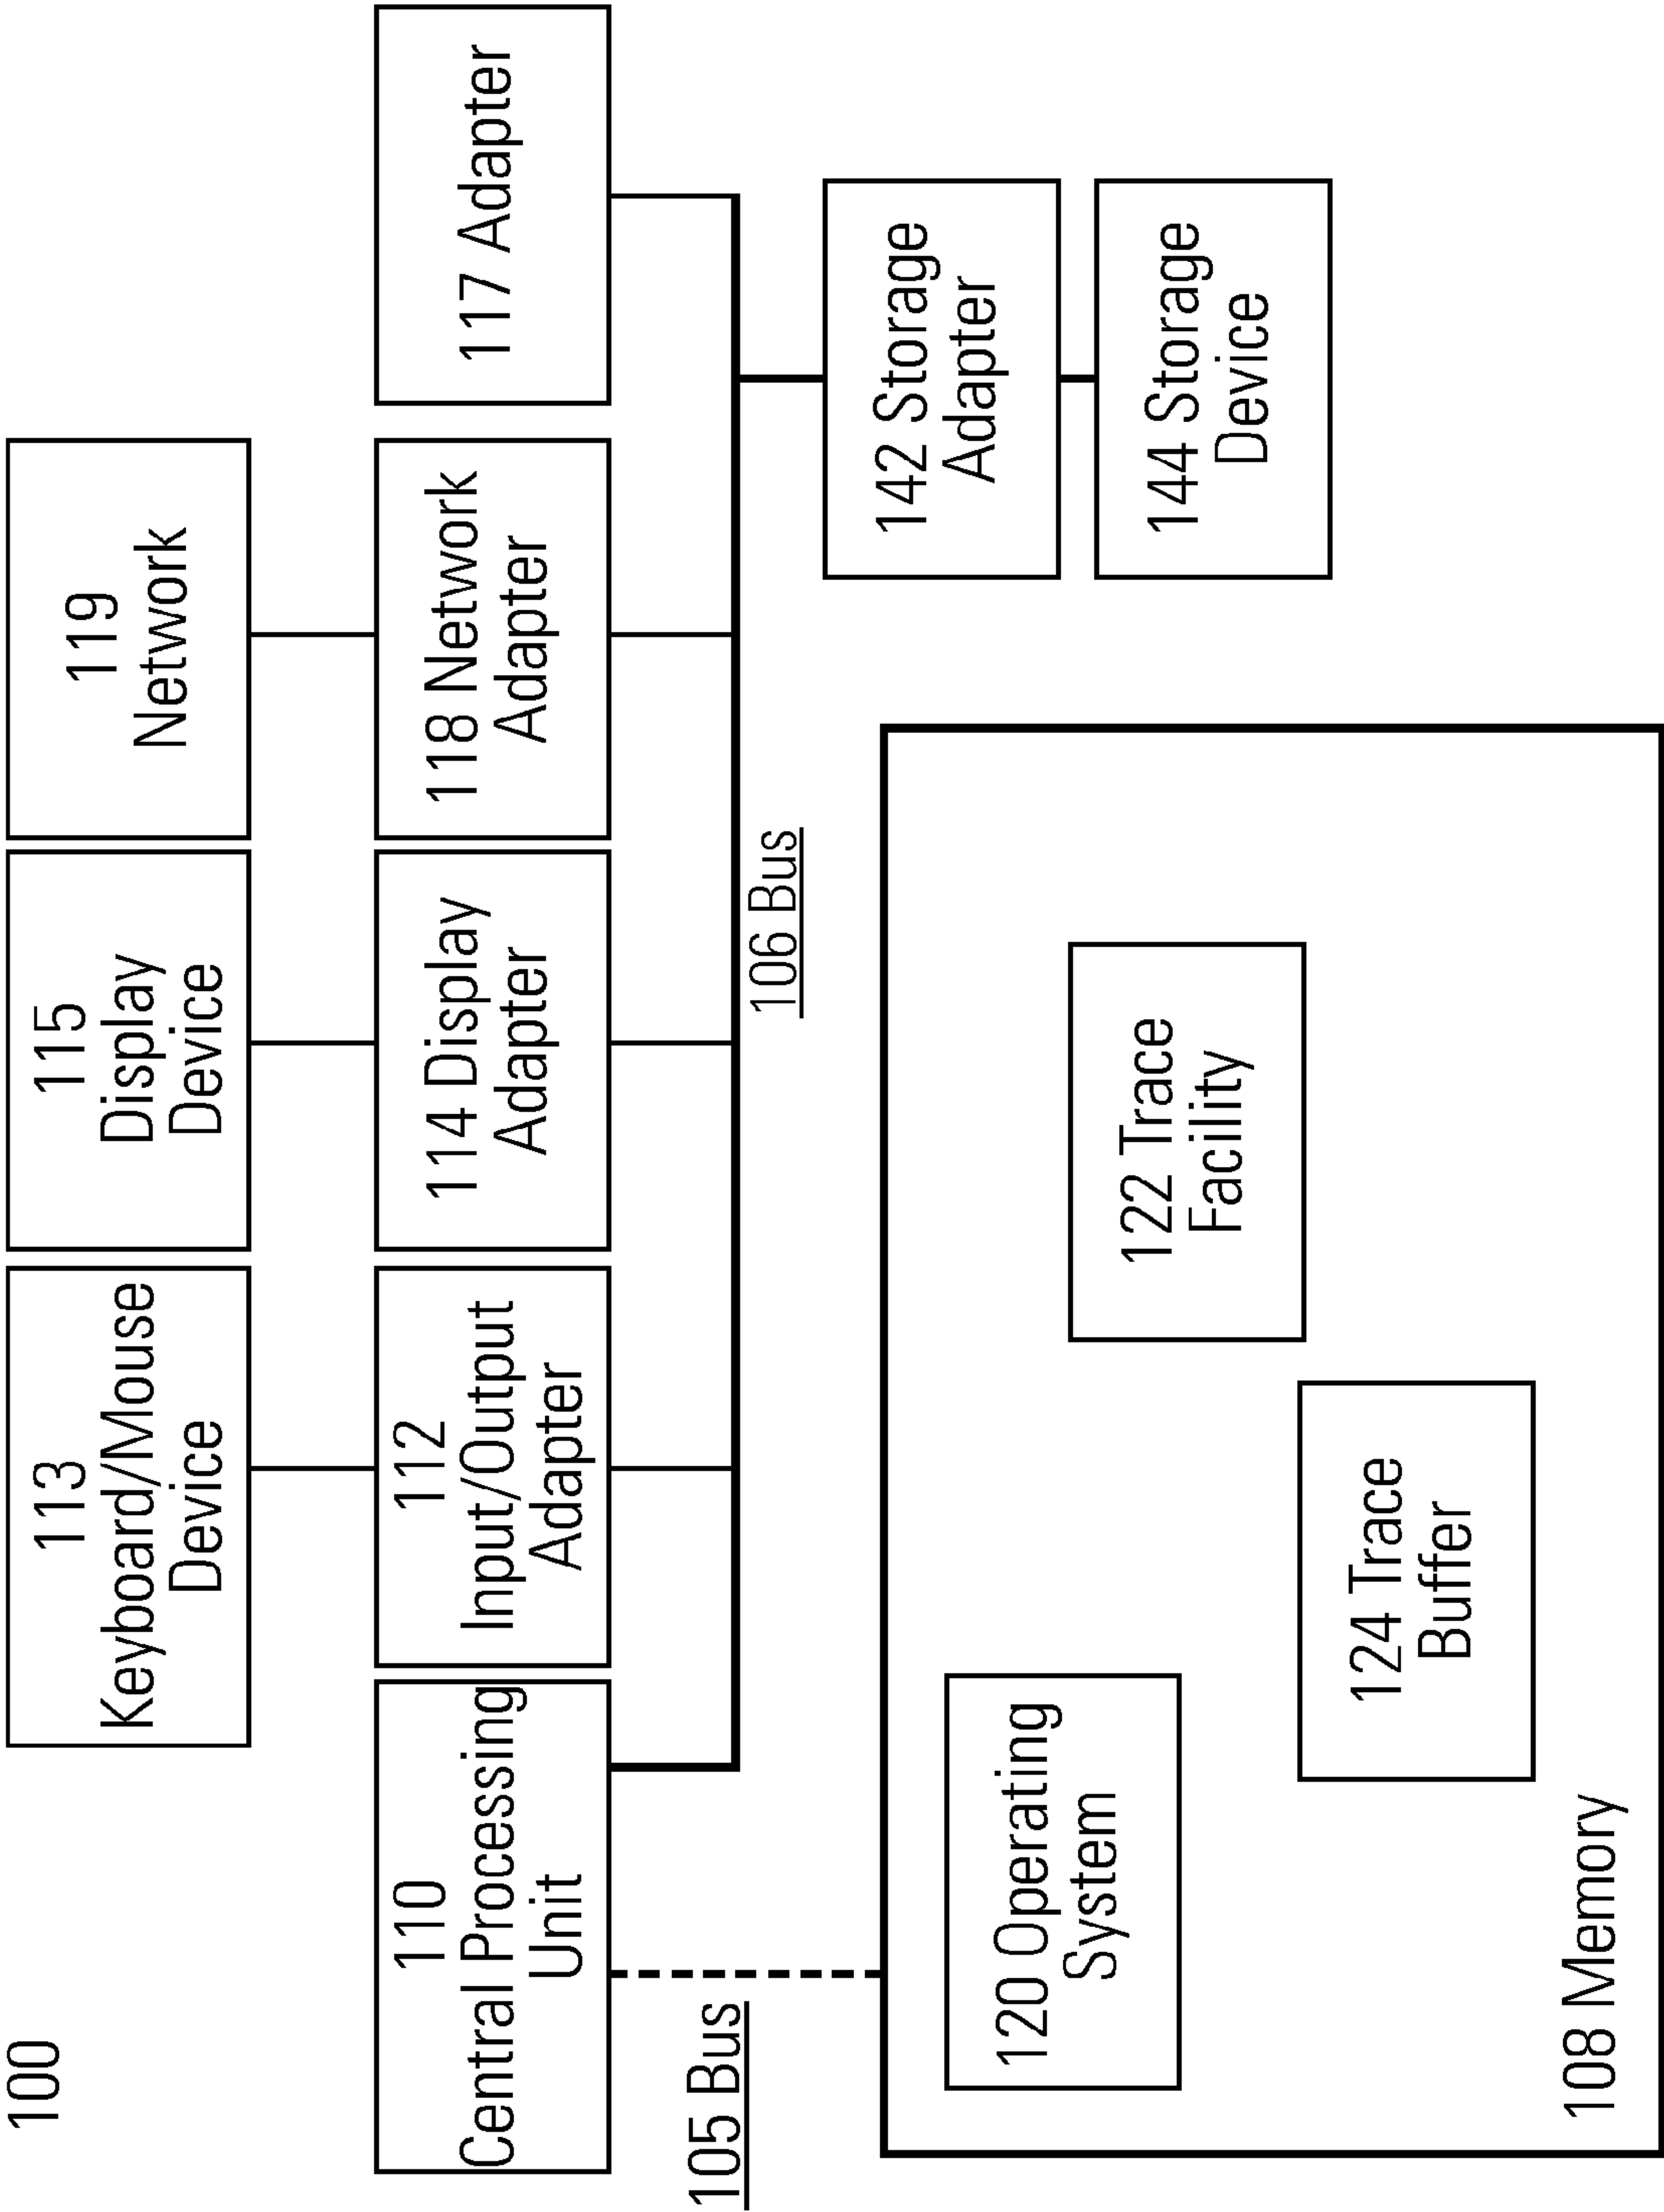 100
113
Keyboard/Mouse
Device
115
Display
Device
119
Network
110
Central Processing
Unit
112
Input/Output
Adapter
114 Display
Adapter
118 Network
Adapter
117 Adapter
105 Bus
106 Bus
142 Storage
Adapter
144 Storage
Device
120 Operating
System
122 Trace
Facility
124 Trace
Buffer
108 Memory